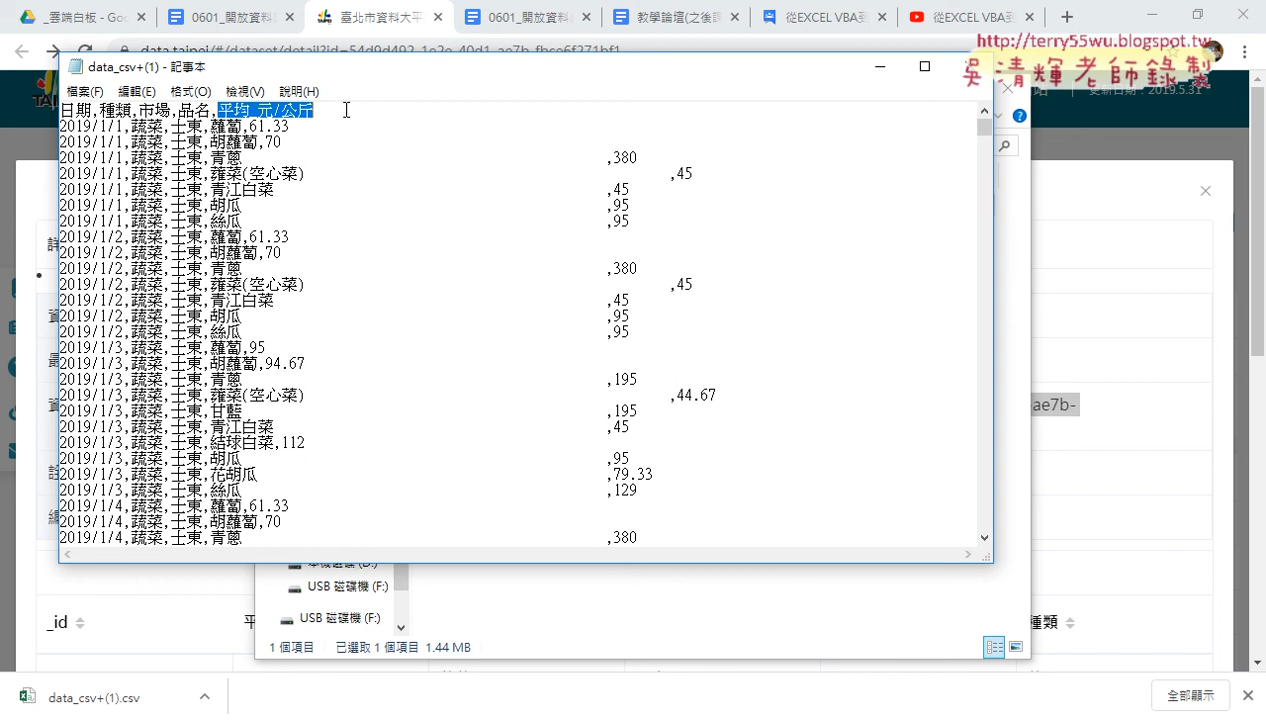 _雲端白板 - Goo
0601_開放資料
臺北市資料大平
0601_開放資料
教學論壇(之後課
從EXCEL VBA到
從EXCEL VBA到
data.taipei/#/dataset/detail?id=54d9d492-1e2e-40d1-ae7b-fbce6f271bf1
http://terry55wu.blogspot.tw
吳清輝老師錄製
更新日期：2019.5.31
data_csv+(1) - 記事本
檔案(F) 編輯(E) 格式(O) 檢視(V) 說明(H)
日期,種類,市場,品名,平均 元/公斤
2019/1/1,蔬菜,士東,蘿蔔,61.33
2019/1/1,蔬菜,士東,胡蘿蔔,70
2019/1/1,蔬菜,士東,青蔥 ,380
2019/1/1,蔬菜,士東,蕹菜(空心菜) ,45
2019/1/1,蔬菜,士東,青江白菜 ,45
2019/1/1,蔬菜,士東,胡瓜 ,95
2019/1/1,蔬菜,士東,絲瓜 ,95
2019/1/2,蔬菜,士東,蘿蔔,61.33
2019/1/2,蔬菜,士東,胡蘿蔔,70
2019/1/2,蔬菜,士東,青蔥 ,380
2019/1/2,蔬菜,士東,蕹菜(空心菜) ,45
2019/1/2,蔬菜,士東,青江白菜 ,45
2019/1/2,蔬菜,士東,胡瓜 ,95
2019/1/2,蔬菜,士東,絲瓜 ,95
2019/1/3,蔬菜,士東,蘿蔔,95
2019/1/3,蔬菜,士東,胡蘿蔔,94.67
2019/1/3,蔬菜,士東,青蔥 ,195
2019/1/3,蔬菜,士東,蕹菜(空心菜) ,44.67
2019/1/3,蔬菜,士東,甘藍 ,195
2019/1/3,蔬菜,士東,青江白菜 ,45
2019/1/3,蔬菜,士東,結球白菜,112
2019/1/3,蔬菜,士東,胡瓜 ,95
2019/1/3,蔬菜,士東,花胡瓜 ,79.33
2019/1/3,蔬菜,士東,絲瓜 ,129
2019/1/4,蔬菜,士東,蘿蔔,61.33
2019/1/4,蔬菜,士東,胡蘿蔔,70
2019/1/4,蔬菜,士東,青蔥 ,380
ae7b-
USB 磁碟機 (F:)
USB 磁碟機 (F:)
_id
種類
1 個項目 已選取 1 個項目 1.44 MB
data_csv+(1).csv
全部顯示